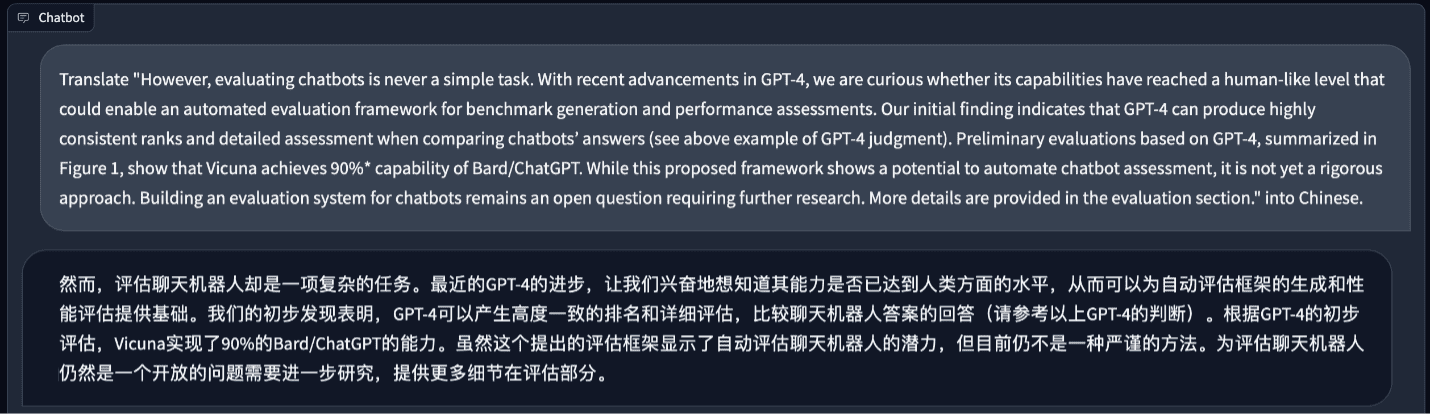 Chatbot
Translate "However, evaluating chatbots is never a simple task. With recent advancements in GPT-4, we are curious whether its capabilities have reached a human-like level that
could enable an automated evaluation framework for benchmark generation and performance assessments. Our initial finding indicates that GPT-4 can produce highly
consistent ranks and detailed assessment when comparing chatbots’ answers (see above example of GPT-4 judgment). Preliminary evaluations based on GPT-4, summarized in
Figure 1, show that Vicuna achieves 90%* capability of Bard/ChatGPT. While this proposed framework shows a potential to automate chatbot assessment, it is not yet a rigorous
approach. Building an evaluation system for chatbots remains an open question requiring further research. More details are provided in the evaluation section." into Chinese.
然而，评估聊天机器人却是一项复杂的任务。最近的GPT-4的进步，让我们兴奋地想知道其能力是否已达到人类方面的水平，从而可以为自动评估框架的生成和性
能评估提供基础。我们的初步发现表明，GPT-4可以产生高度一致的排名和详细评估，比较聊天机器人答案的回答（请参考以上GPT-4的判断）。根据GPT-4的初步
评估，Vicuna实现了90%的Bard/ChatGPT的能力。虽然这个提出的评估框架显示了自动评估聊天机器人的潜力，但目前仍不是一种严谨的方法。为评估聊天机器人
仍然是一个开放的问题需要进一步研究，提供更多细节在评估部分。